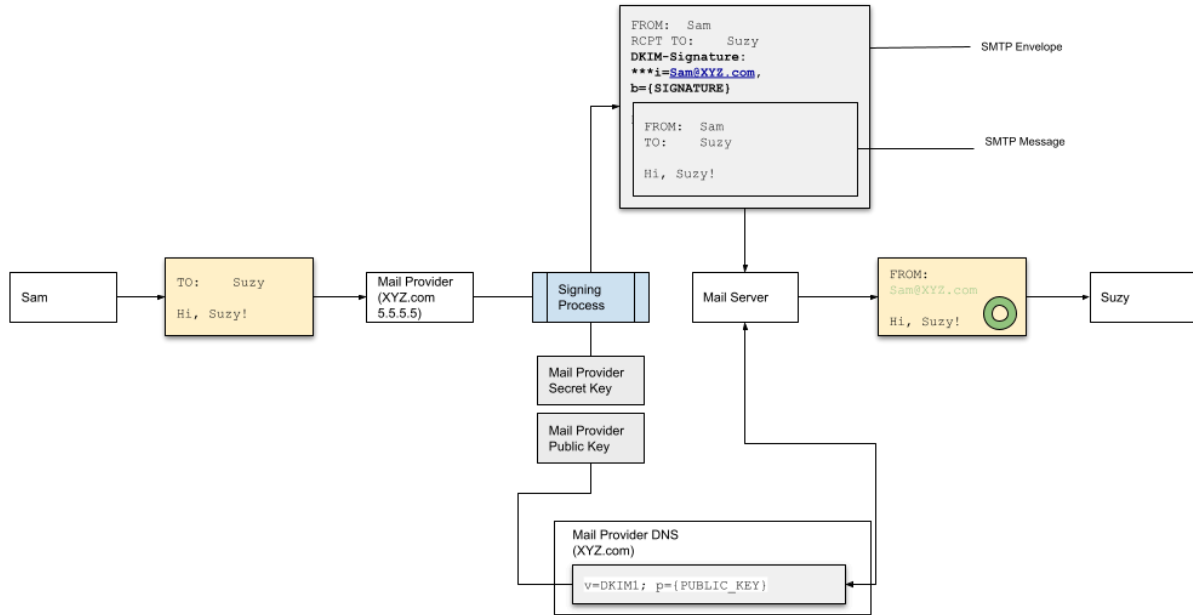 FROM:  Sam
RCPT TO:    Suzy
DKIM-Signature:
***i=Sam@XYZ.com,
b={SIGNATURE}
FROM:  Sam
TO:    Suzy
Hi, Suzy!
SMTP Envelope
SMTP Message
Sam
TO:    Suzy
Hi, Suzy!
Mail Provider
(XYZ.com
5.5.5.5)
Signing
Process
Mail Server
FROM:
Sam@XYZ.com
Hi, Suzy!
Suzy
Mail Provider
Secret Key
Mail Provider
Public Key
Mail Provider DNS
(XYZ.com)
v=DKIM1; p={PUBLIC_KEY}